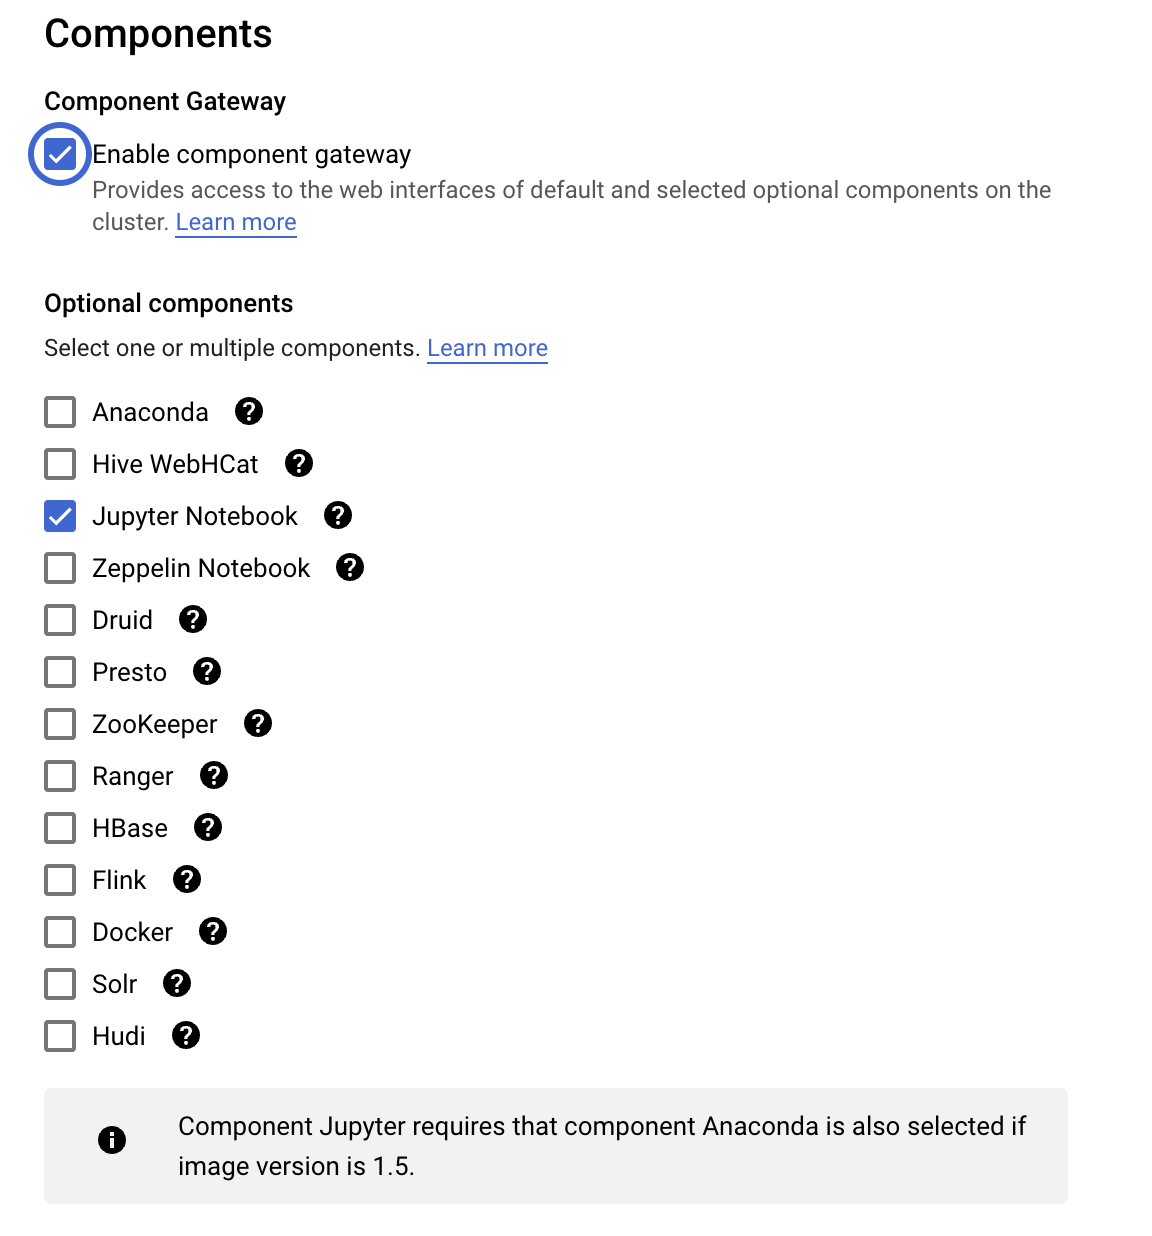 Components
Component Gateway
Enable component gateway
Provides access to the web interfaces of default and selected optional components on the
cluster. Learn more
Optional components
Select one or multiple components. Learn more
Anaconda
Hive WebHCat
Jupyter Notebook
Zeppelin Notebook
Druid
Presto
ZooKeeper
Ranger
HBase
Flink
Docker
Solr
Hudi
Component Jupyter requires that component Anaconda is also selected if
image version is 1.5.